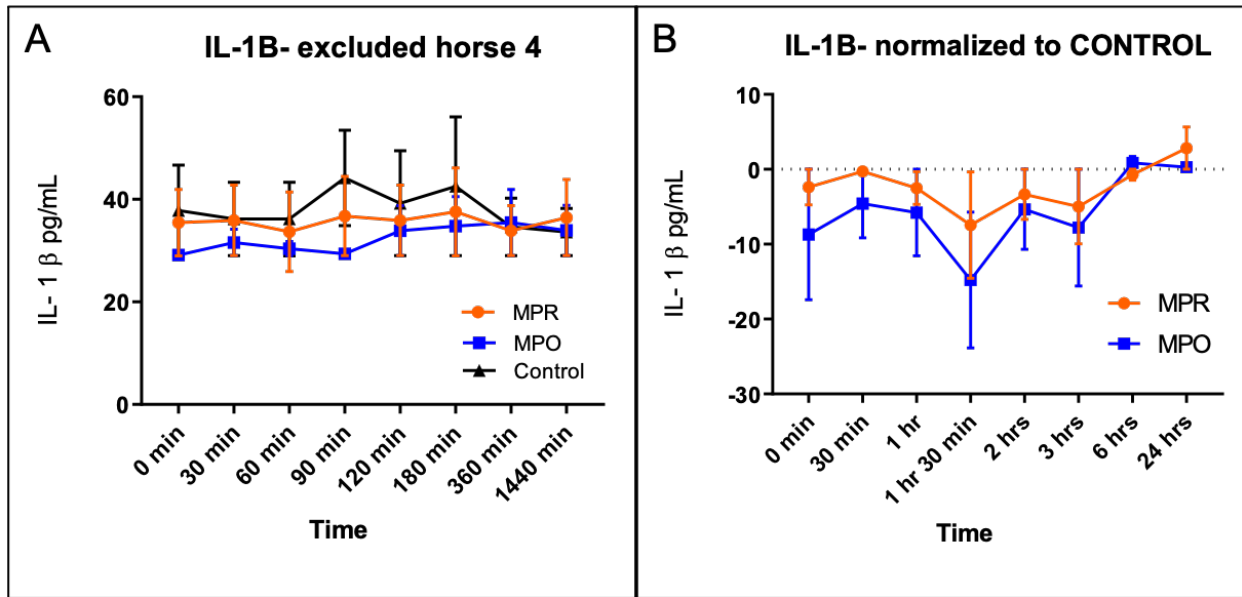 A
IL-1B- excluded horse 4
IL- 1 β pg/mL
60
40
20
0
MPR
MPO
Control
0 min
30 min
60 min
90 min
120 min
180 min
360 min
1440 min
Time
B
IL-1B- normalized to CONTROL
IL- 1 β pg/mL
10
0
-10
-20
-30
MPR
MPO
0 min
30 min
1 hr
1 hr 30 min
2 hrs
3 hrs
6 hrs
24 hrs
Time